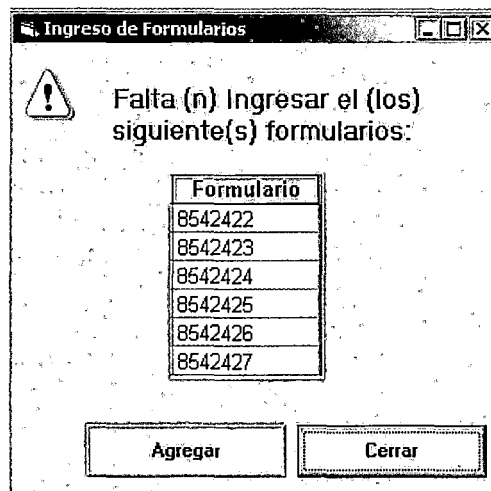 Ingreso de Formularios
Falta (n) Ingresar el (los)
siguiente(s) formularios:
Formulario
8542422
8542423
8542424
8542425
8542426
8542427
Agregar Cerrar